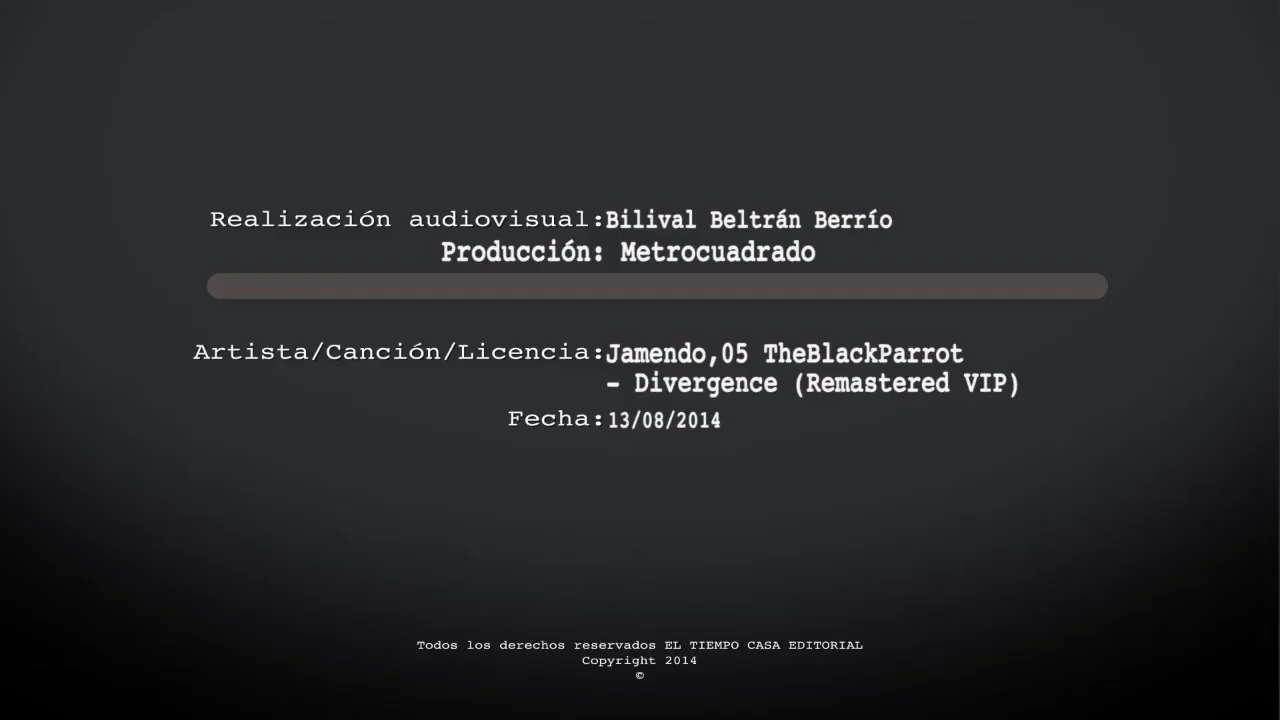 Realización audiovisual:Bilival Beltrán Berrío
Producción: Metrocuadrado
Artista/Canción/Licencia:Jamendo,05 TheBlackParrot
- Divergence (Remastered VIP)
Fecha:13/08/2014
Todos los derechos reservados EL TIEMPO CASA EDITORIAL
Copyright 2014
©